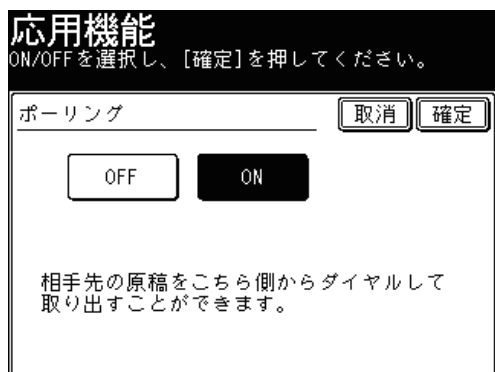 応用機能
ON/OFFを選択し、[確定]を押してください。
ポーリング 取消 確定
OFF ON
相手先の原稿をこちら側からダイヤルして
取り出すことができます。